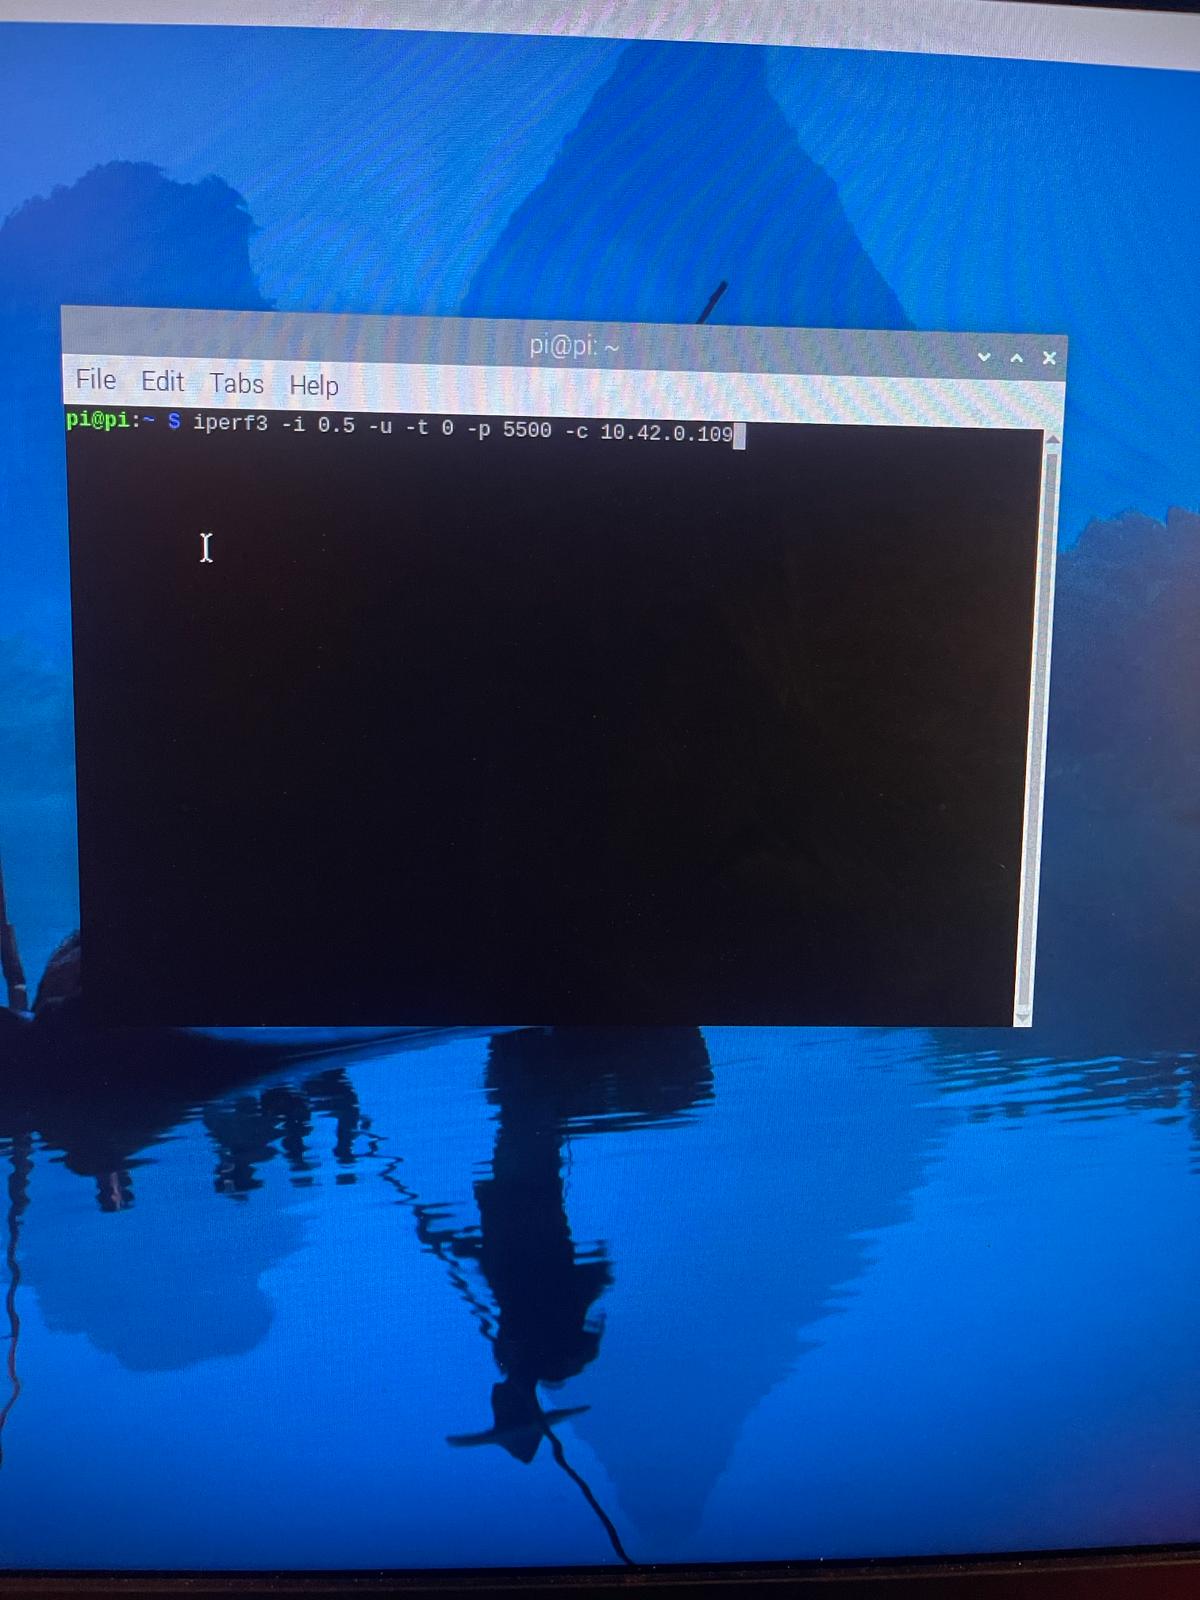 pi@pi: ~
File Edit Tabs Help
pi@pi:~ $ iperf3 -i 0.5 -u -t 0 -p 5500 -c 10.42.0.109